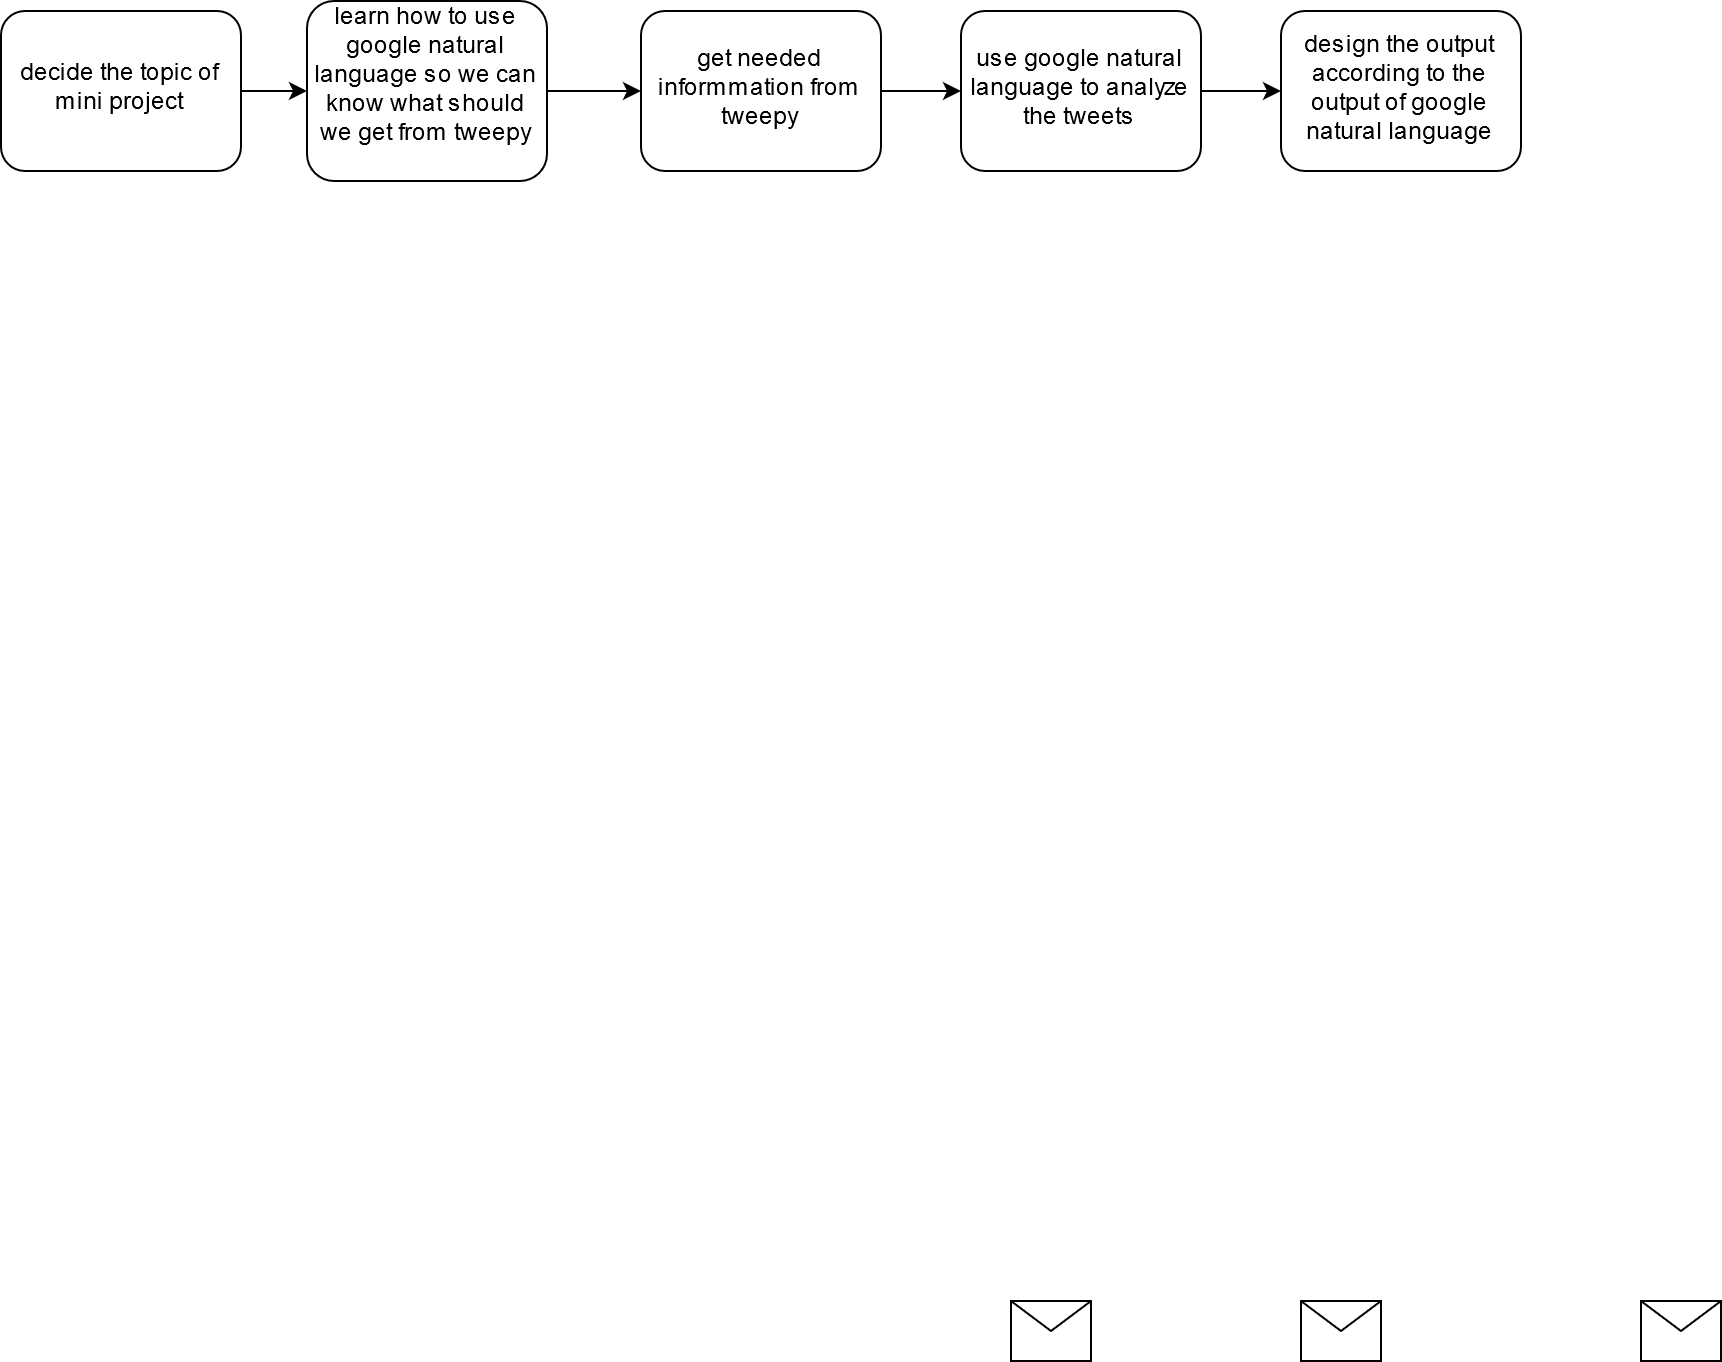 decide the topic of
mini project
learn how to use
google natural
language so we can
know what should
we get from tweepy
get needed
informmation from
tweepy
use google natural
language to analyze
the tweets
design the output
according to the
output of google
natural language